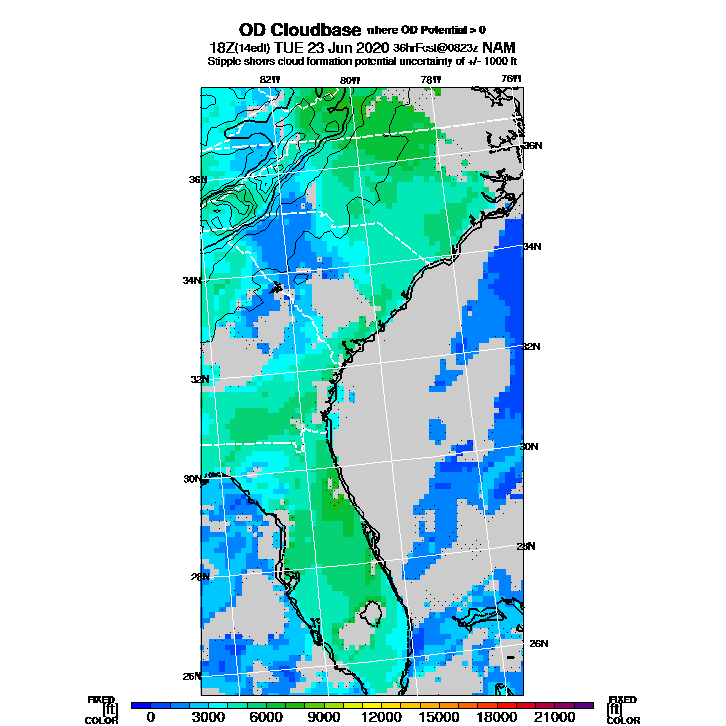 OD Cloudbase where OD Potential > 0
18Z(14edt) TUE 23 Jun 2020 36hrFcst@0823z NAM
Stipple shows cloud formation potential uncertainty of +/- 1000 ft
82W 80W 78W 76W
36N 36N
34N 34N
32N 32N
30N 30N
28N 28N
26N 26N
FIXED FIXED
[ft] 0 3000 6000 9000 12000 15000 18000 21000 [ft]
COLOR COLOR